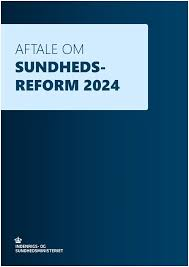 AFTALE OM
SUNDHEDS-
REFORM 2024
INDENRIGS- OG
SUNDHEDSMINISTERIET